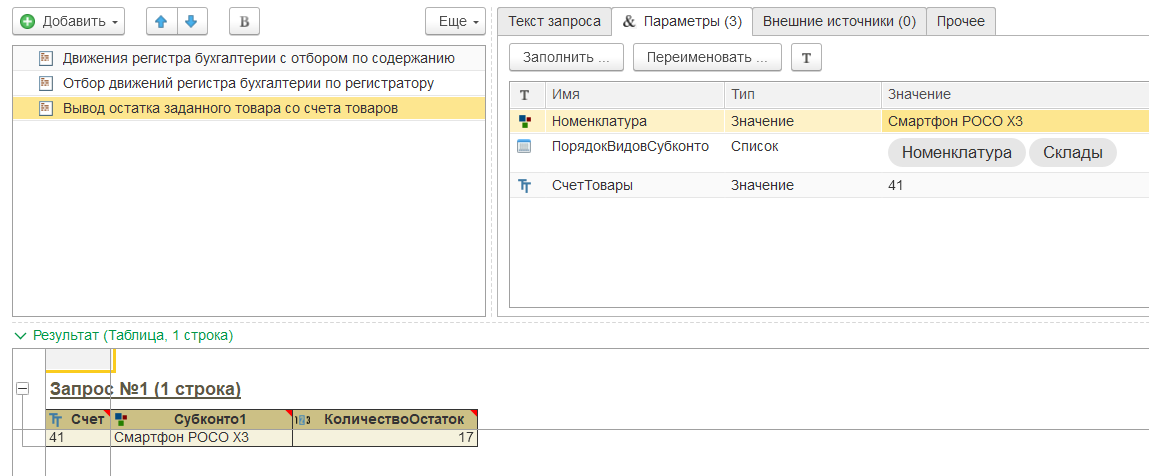 Добавить В Еще
Текст запроса & Параметры (3) Внешние источники (0) Прочее
Движения регистра бухгалтерии с отбором по содержанию
Отбор движений регистра бухгалтерии по регистратору
Вывод остатка заданного товара со счета товаров
Заполнить ... Переименовать ... Т
Т Имя Тип Значение
Номенклатура Значение Смартфон POCO X3
ПорядокВидовСубконто Список Номенклатура Склады
Тт СчетТовары Значение 41
Результат (Таблица, 1 строка)
Запрос №1 (1 строка)
Тт Счет Субконто1 КоличествоОстаток
41 Смартфон POCO X3 17